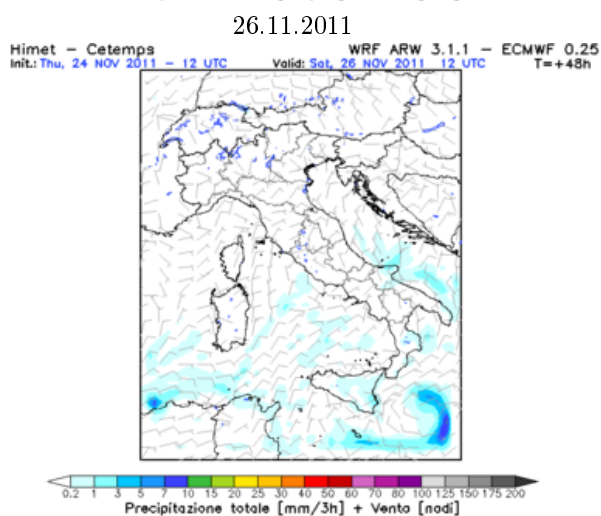 26.11.2011
Himet – Cetemps WRF ARW 3.1.1 – ECMWF 0.25
Init.: Thu, 24 NOV 2011 – 12 UTC Valid: Sat, 26 NOV 2011 12 UTC T=+48h
0.2 1 3 5 7 10 15 20 25 30 40 50 60 70 80 100 125 150 175 200
Precipitazione totale [mm/3h] + Vento [nodi]